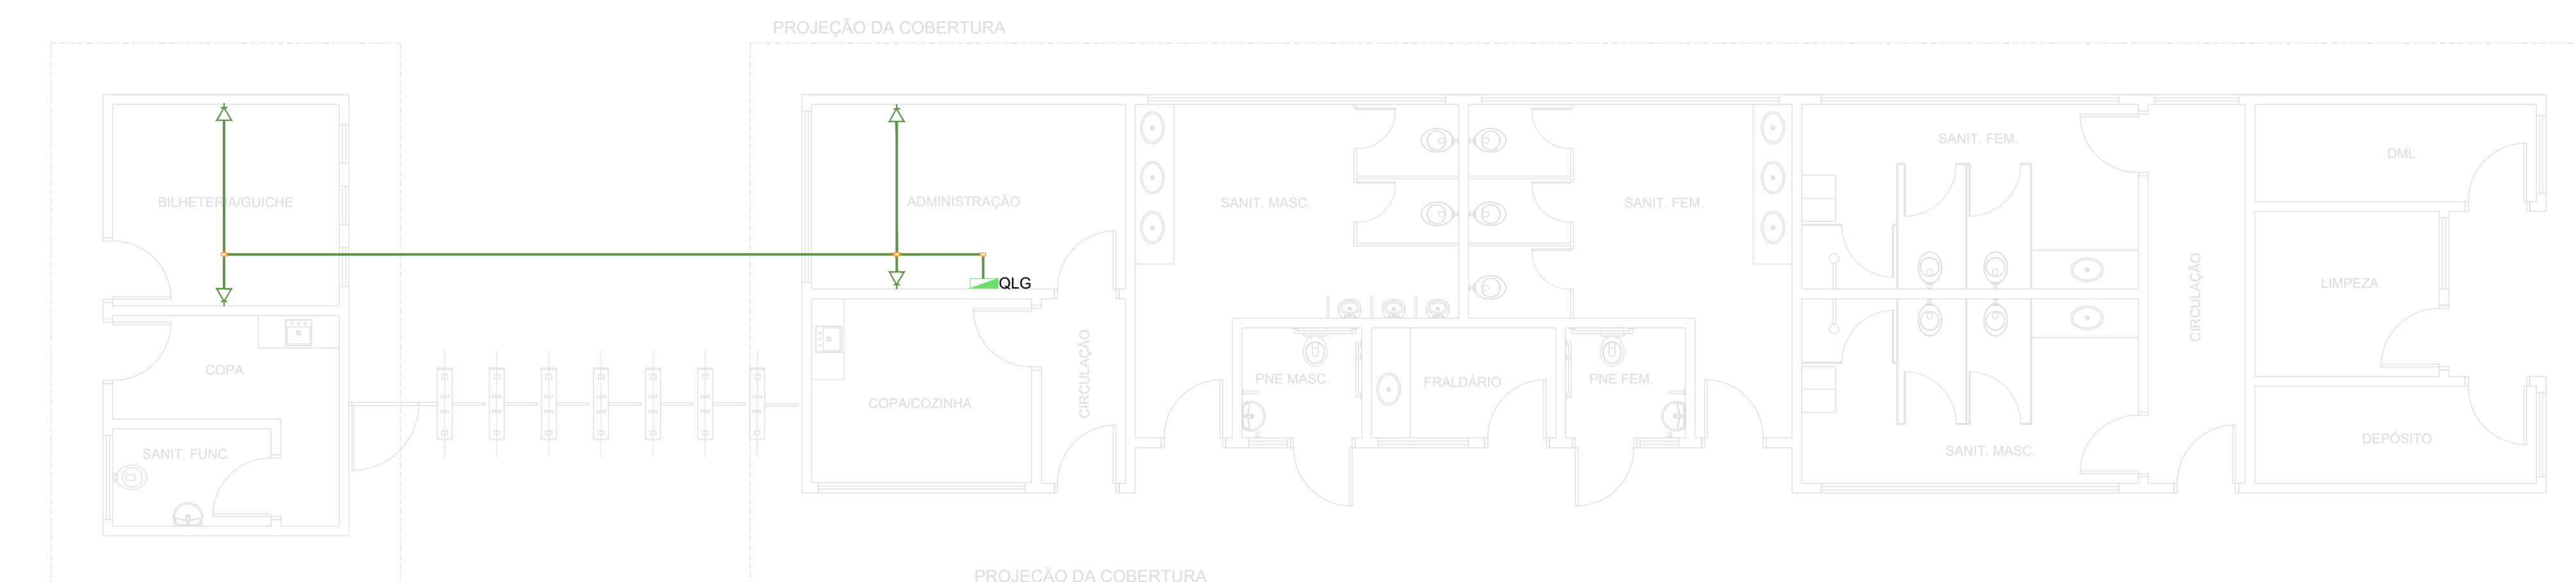 PROJEÇÃO DA COBERTURA
SANIT. FEM.
DML
BILHETERIA/GUICHE
ADMINISTRAÇÃO
SANIT. MASC.
SANIT. FEM.
QLG
LIMPEZA
CIRCULAÇÃO
COPA
CIRCULAÇÃO
PNE MASC.
FRALDÁRIO
PNE FEM.
COPA/COZINHA
DEPÓSITO
SANIT. FUNC.
SANIT. MASC.
PROJEÇÃO DA COBERTURA